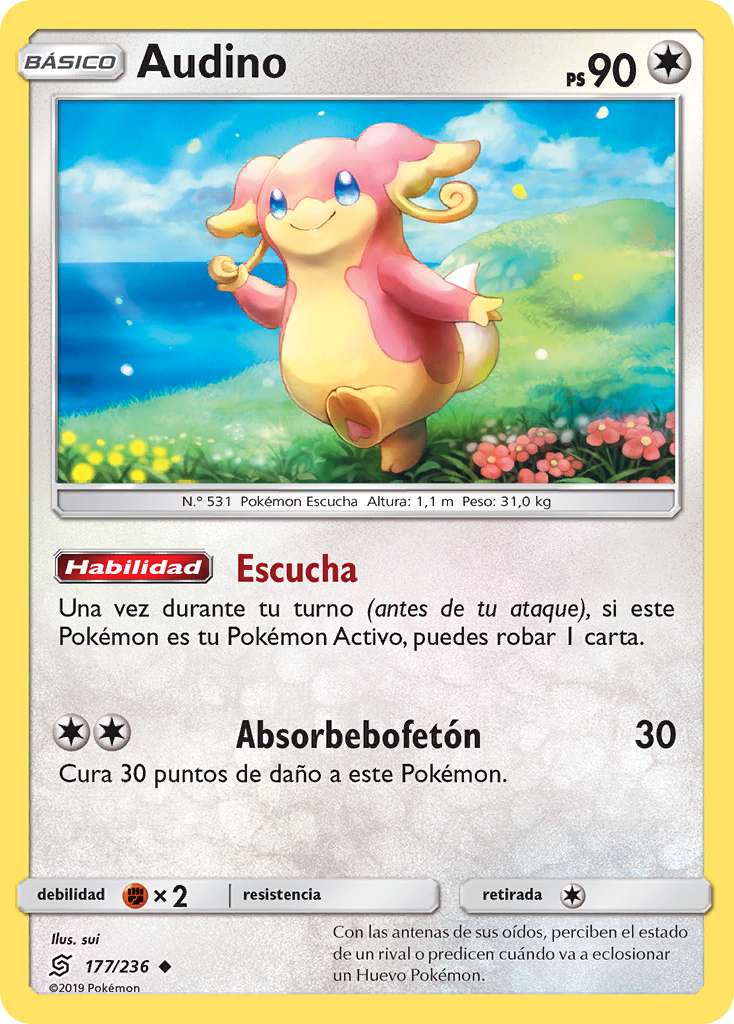 BÁSICO Audino PS 90
N.º 531 Pokémon Escucha Altura: 1,1 m Peso: 31,0 kg
Habilidad Escucha
Una vez durante tu turno (antes de tu ataque), si este
Pokémon es tu Pokémon Activo, puedes robar 1 carta.
Absorbebofetón 30
Cura 30 puntos de daño a este Pokémon.
debilidad × 2 resistencia retirada
Ilus. sui
177/236
©2019 Pokémon
Con las antenas de sus oídos, perciben el estado
de un rival o predicen cuándo va a eclosionar
un Huevo Pokémon.